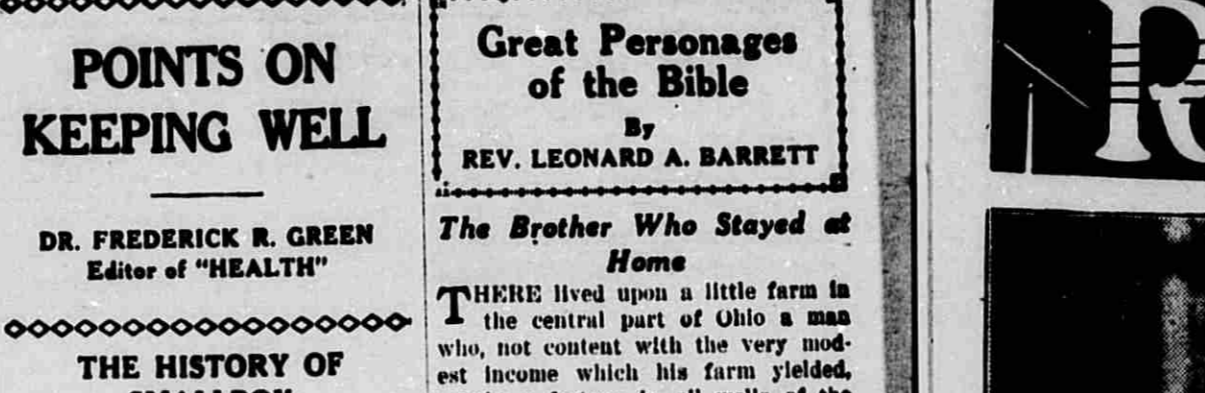 POINTS ON
KEEPING WELL
DR. FREDERICK R. GREEN
Editor of "HEALTH"
THE HISTORY OF
Great Personages
of the Bible
By
REV. LEONARD A. BARRETT
The Brother Who Stayed at
Home
THERE lived upon a little farm in
the central part of Ohio a man
who, not content with the very mod-
est income which his farm yielded,